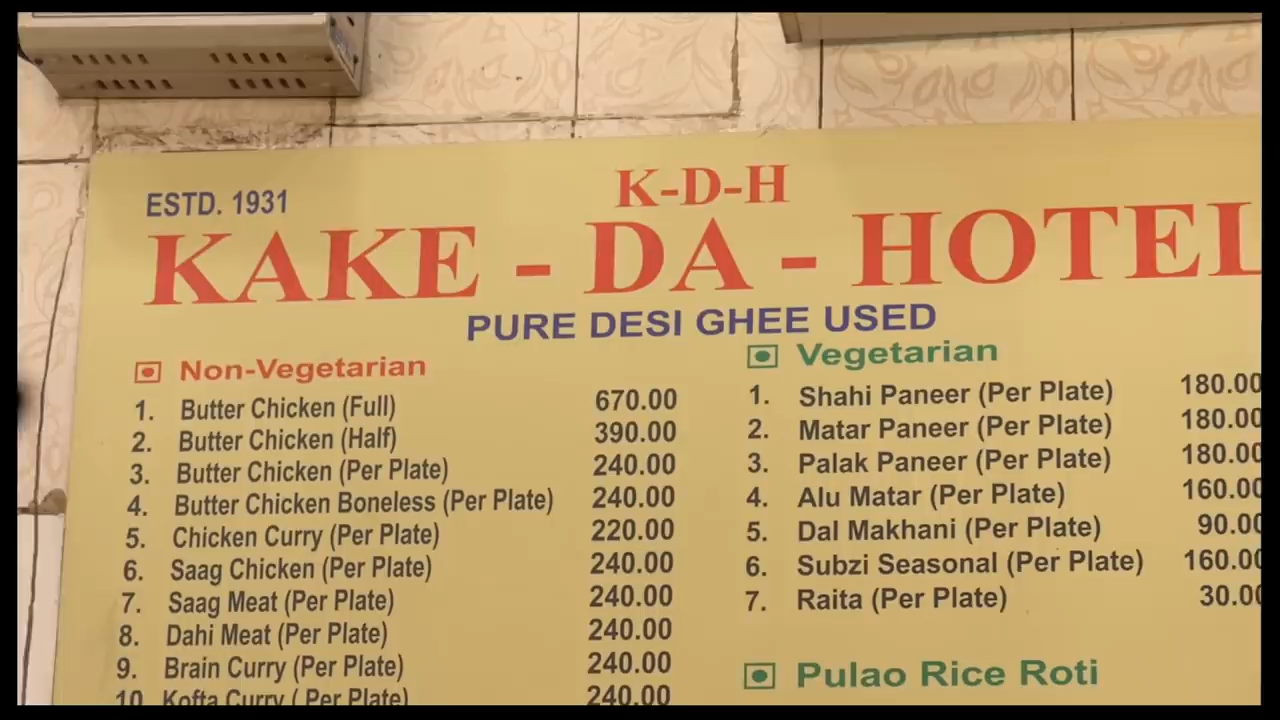 K-D-H
ESTD. 1931
KAKE - DA - HOTEL
PURE DESI GHEE USED
Non-Vegetarian
1. Butter Chicken (Full) 670.00
2. Butter Chicken (Half) 390.00
3. Butter Chicken (Per Plate) 240.00
4. Butter Chicken Boneless (Per Plate) 240.00
5. Chicken Curry (Per Plate) 220.00
6. Saag Chicken (Per Plate) 240.00
7. Saag Meat (Per Plate) 240.00
8. Dahi Meat (Per Plate) 240.00
9. Brain Curry (Per Plate) 240.00
10 Kofta Curry ( Per Plate) 240.00
Vegetarian
1. Shahi Paneer (Per Plate) 180.00
2. Matar Paneer (Per Plate) 180.00
3. Palak Paneer (Per Plate) 180.00
4. Alu Matar (Per Plate) 160.00
5. Dal Makhani (Per Plate) 90.00
6. Subzi Seasonal (Per Plate) 160.00
7. Raita (Per Plate) 30.00
Pulao Rice Roti